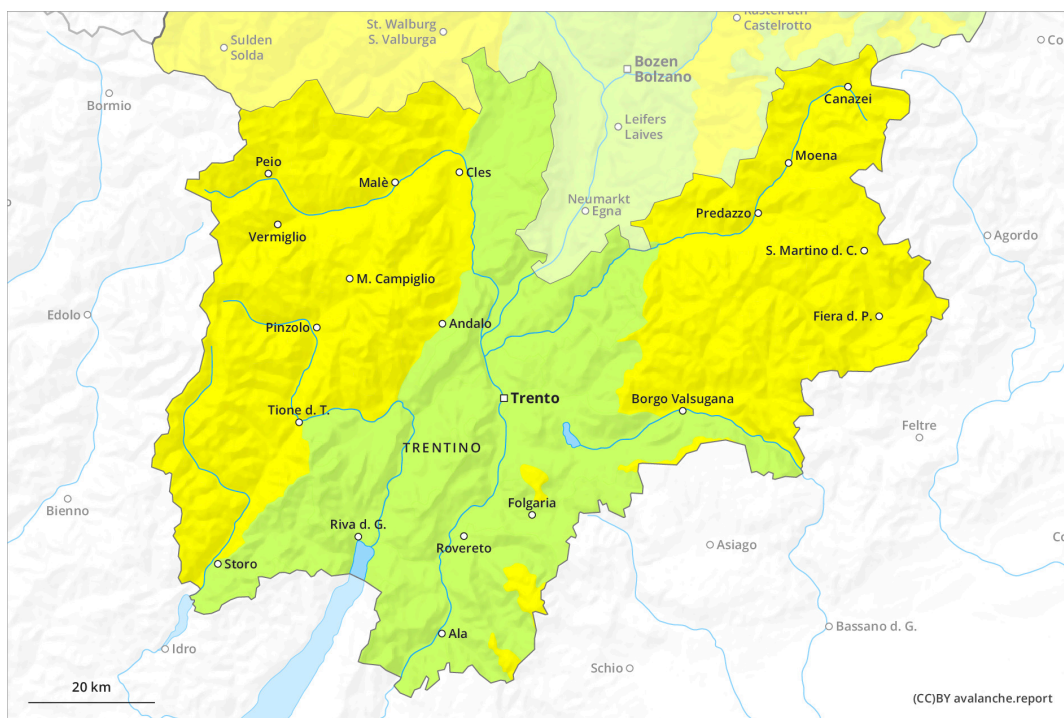 Kastelruth
Castelrotto
St. Walburg
S. Valburga
Sulden
Solda
Bozen
Bolzano
Bormio
Canazei
Leifers
Laives
Moena
Peio
Malè
Cles
Neumarkt
Egna
Predazzo
Vermiglio
Agordo
S. Martino d. C.
M. Campiglio
Edolo
Pinzolo
Andalo
Fiera d. P.
Trento
Borgo Valsugana
Tione d. T.
Feltre
TRENTINO
Bienno
Folgaria
Riva d. G.
Rovereto
Asiago
Storo
Ala
Bassano d. G.
Idro
Schio
20 km
(CC)BY avalanche.report